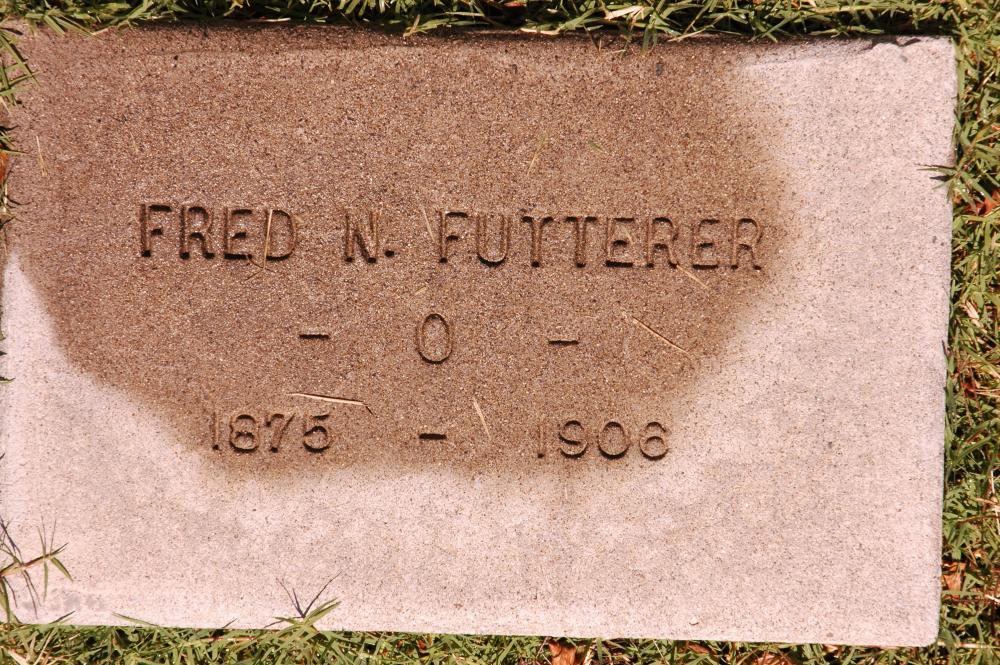 FRED N. FUTTERER
- O -
1875 - 1906